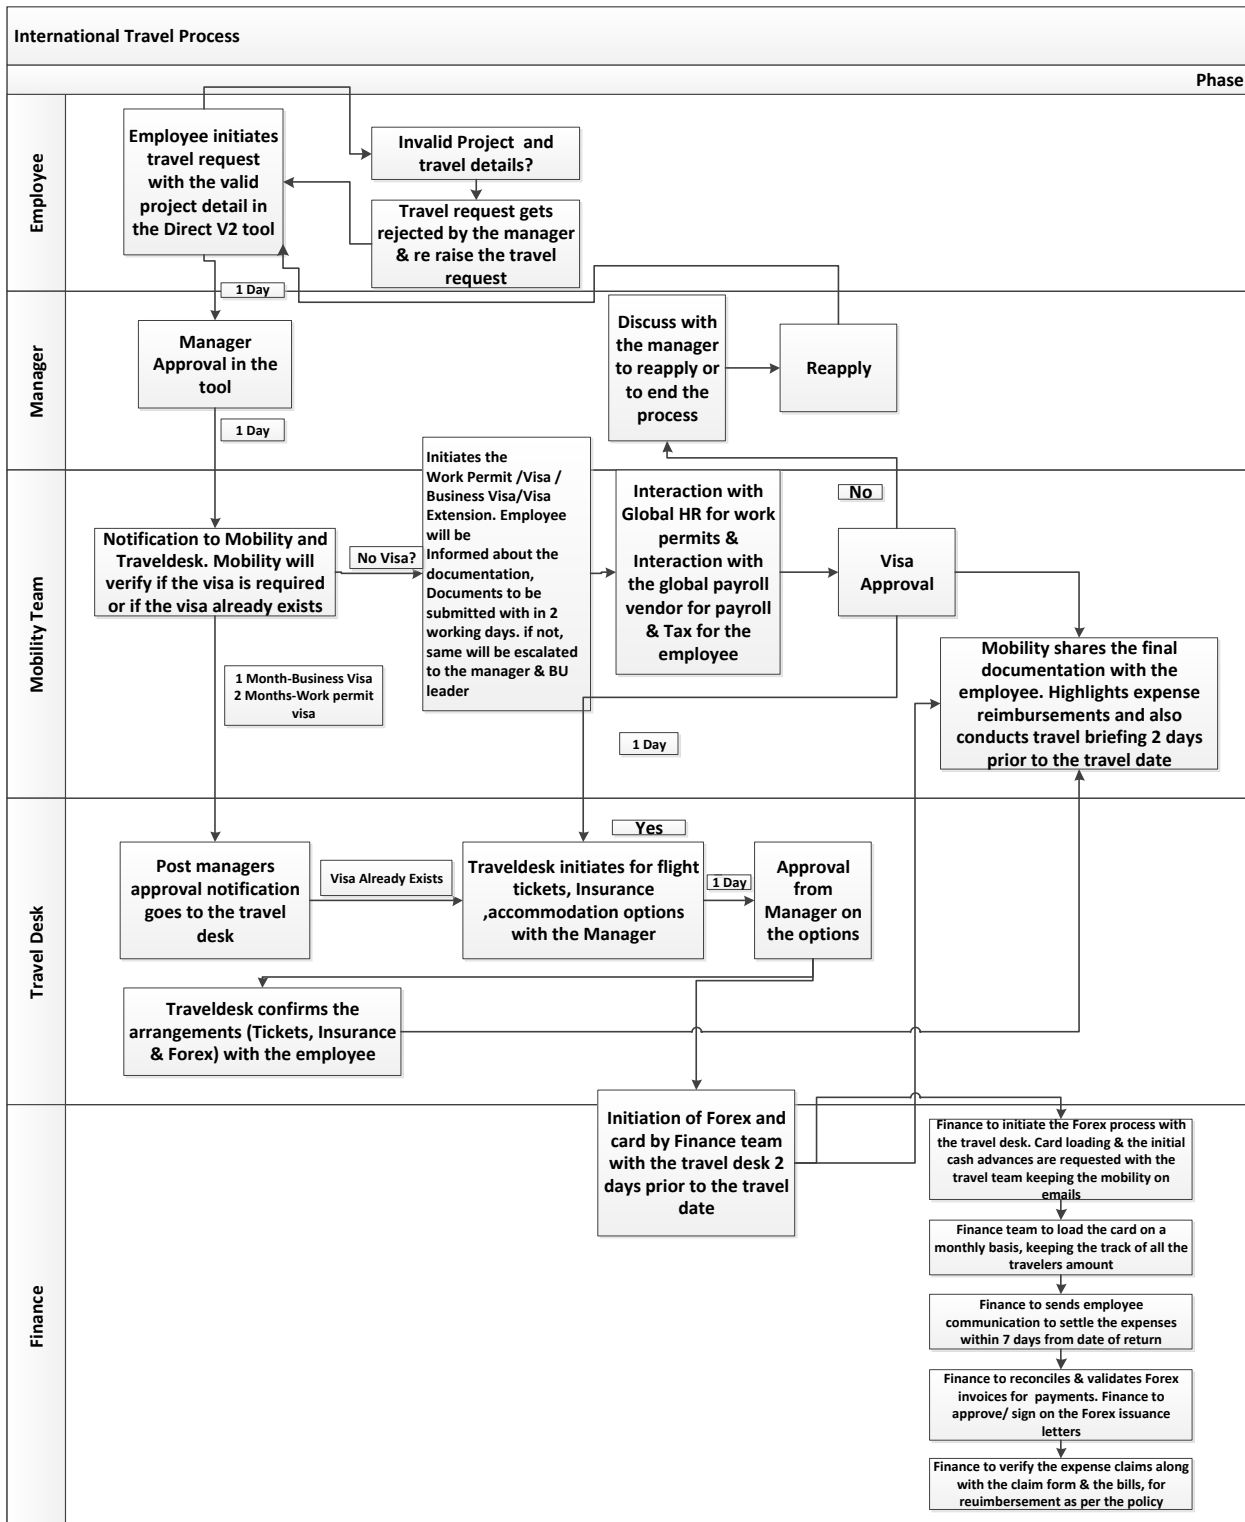 International Travel Process
Phase
Employee
Employee initiates
travel request
with the valid
project detail in
the Direct V2 tool
Invalid Project and
travel details?
Travel request gets
rejected by the manager
& re raise the travel
request
1 Day
Manager
Manager
Approval in the
tool
Discuss with
the manager
to reapply or
to end the
process
Reapply
1 Day
Mobility Team
Notification to Mobility and
Traveldesk. Mobility will
verify if the visa is required
or if the visa already exists
No Visa?
Initiates the
Work Permit /Visa /
Business Visa/Visa
Extension. Employee
will be
Informed about the
documentation,
Documents to be
submitted with in 2
working days. if not,
same will be escalated
to the manager & BU
leader
Interaction with
Global HR for work
permits &
Interaction with
the global payroll
vendor for payroll
& Tax for the
employee
No
Visa
Approval
Mobility shares the final
documentation with the
employee. Highlights expense
reimbursements and also
conducts travel briefing 2 days
prior to the travel date
1 Month-Business Visa
2 Months-Work permit
visa
1 Day
Travel Desk
Yes
Post managers
approval notification
goes to the travel
desk
Visa Already Exists
Traveldesk initiates for flight
tickets, Insurance
,accommodation options
with the Manager
1 Day
Approval
from
Manager on
the options
Traveldesk confirms the
arrangements (Tickets, Insurance
& Forex) with the employee
Finance
Initiation of Forex and
card by Finance team
with the travel desk 2
days prior to the travel
date
Finance to initiate the Forex process with
the travel desk. Card loading & the initial
cash advances are requested with the
travel team keeping the mobility on
emails
Finance team to load the card on a
monthly basis, keeping the track of all the
travelers amount
Finance to sends employee
communication to settle the expenses
within 7 days from date of return
Finance to reconciles & validates Forex
invoices for payments. Finance to
approve/ sign on the Forex issuance
letters
Finance to verify the expense claims along
with the claim form & the bills, for
reuimbersement as per the policy